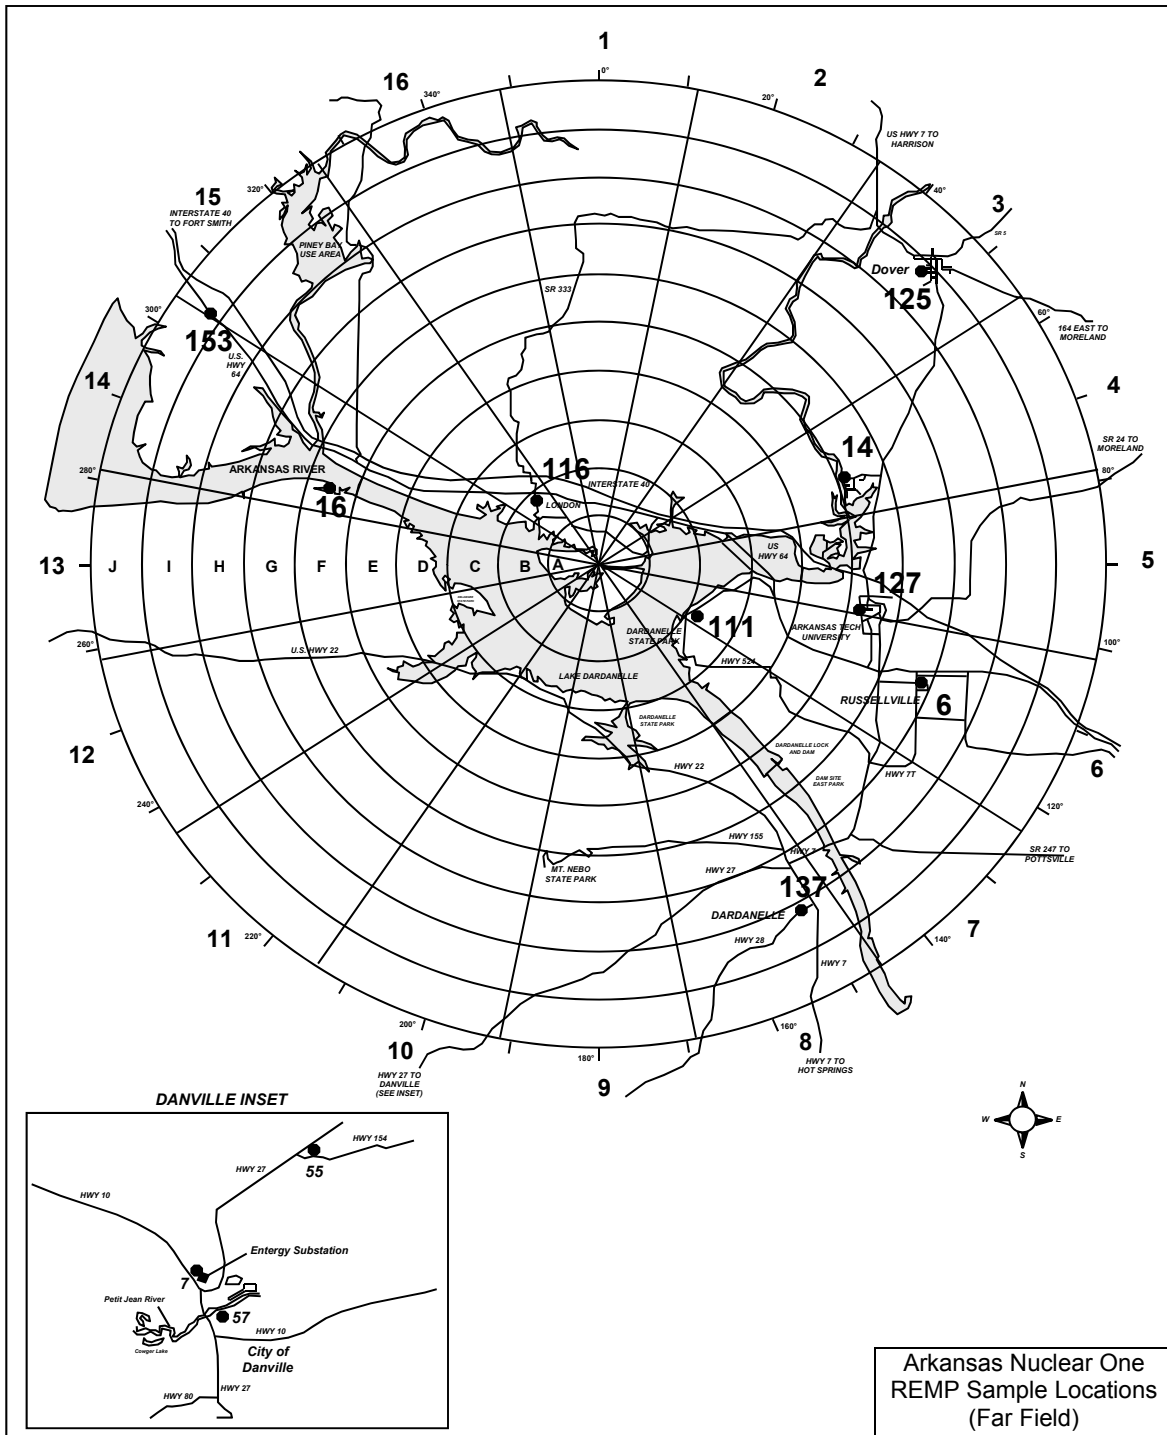 1
0°
16
340°
20°
2
US HWY 7 TO
HARRISON
15
320°
40°
3
SR 5
INTERSTATE 40
TO FORT SMITH
PINEY BAY
USE AREA
Dover
125
SR 333
300°
153
60°
164 EAST TO
MORELAND
U.S.
HWY
64
14
4
14
SR 24 TO
MORELAND
280°
ARKANSAS RIVER
116
INTERSTATE 40
80°
16
LONDON
US
HWY 64
13
J
I
H
G
F
E
D
C
B
A
5
127
111
ARKANSAS TECH
UNIVERSITY
DARDANELLE
STATE PARK
100°
260°
U.S. HWY 22
HWY 524
LAKE DARDANELLE
RUSSELLVILLE
6
DARDANELLE
STATE PARK
12
DARDANELLE LOCK
AND DAM
6
HWY 22
DAM SITE
EAST PARK
HWY 7T
240°
120°
HWY 155
HWY 7
SR 247 TO
POTTSVILLE
MT. NEBO
STATE PARK
HWY 27
137
DARDANELLE
11
220°
HWY 28
HWY 7
140°
7
200°
160°
10
180°
8
HWY 27 TO
DANVILLE
(SEE INSET)
9
HWY 7 TO
HOT SPRINGS
N
W
E
S
DANVILLE INSET
HWY 154
55
HWY 27
HWY 10
Entergy Substation
7
Petit Jean River
57
HWY 10
Cowger Lake
City of
Danville
HWY 27
HWY 80
Arkansas Nuclear One
REMP Sample Locations
(Far Field)